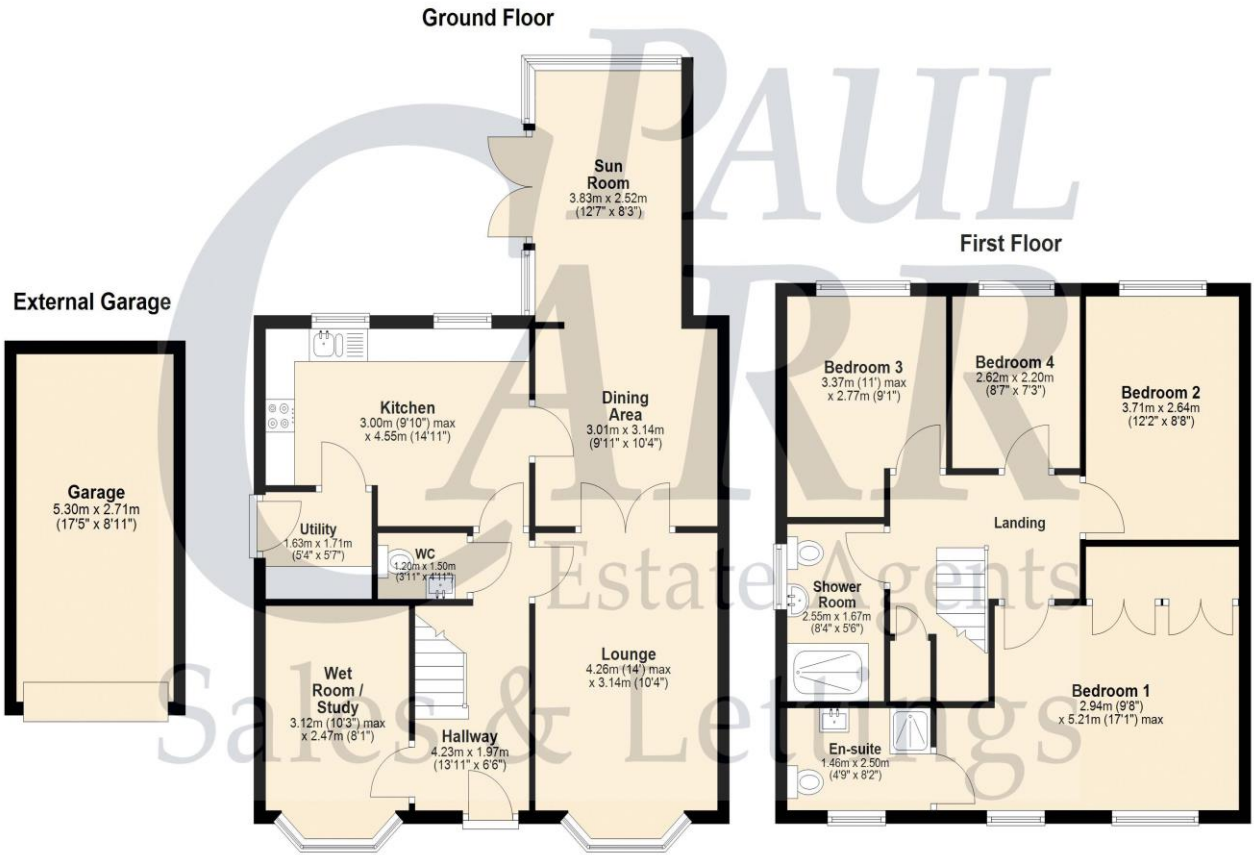 Ground Floor
PAUL
CARR
Estate Agents
Sales & Lettings
Sun
Room
3.83m x 2.52m
(12'7" x 8'3")
First Floor
External Garage
Garage
5.30m x 2.71m
(17'5" x 8'11")
Kitchen
3.00m (9'10") max
x 4.55m (14'11")
Dining
Area
3.01m x 3.14m
(9'11" x 10'4")
Utility
1.63m x 1.71m
(5'4" x 5'7")
WC
1.20m x 1.50m
(3'11" x 4'11")
Wet
Room /
Study
3.12m (10'3") max
x 2.47m (8'1")
Hallway
4.23m x 1.97m
(13'11" x 6'6")
Lounge
4.26m (14') max
x 3.14m (10'4")
Bedroom 3
3.37m (11') max
x 2.77m (9'1")
Bedroom 4
2.62m x 2.20m
(8'7" x 7'3")
Bedroom 2
3.71m x 2.64m
(12'2" x 8'8")
Landing
Shower
Room
2.55m x 1.67m
(8'4" x 5'6")
Bedroom 1
2.94m (9'8")
x 5.21m (17'1") max
En-suite
1.46m x 2.50m
(4'9" x 8'2")